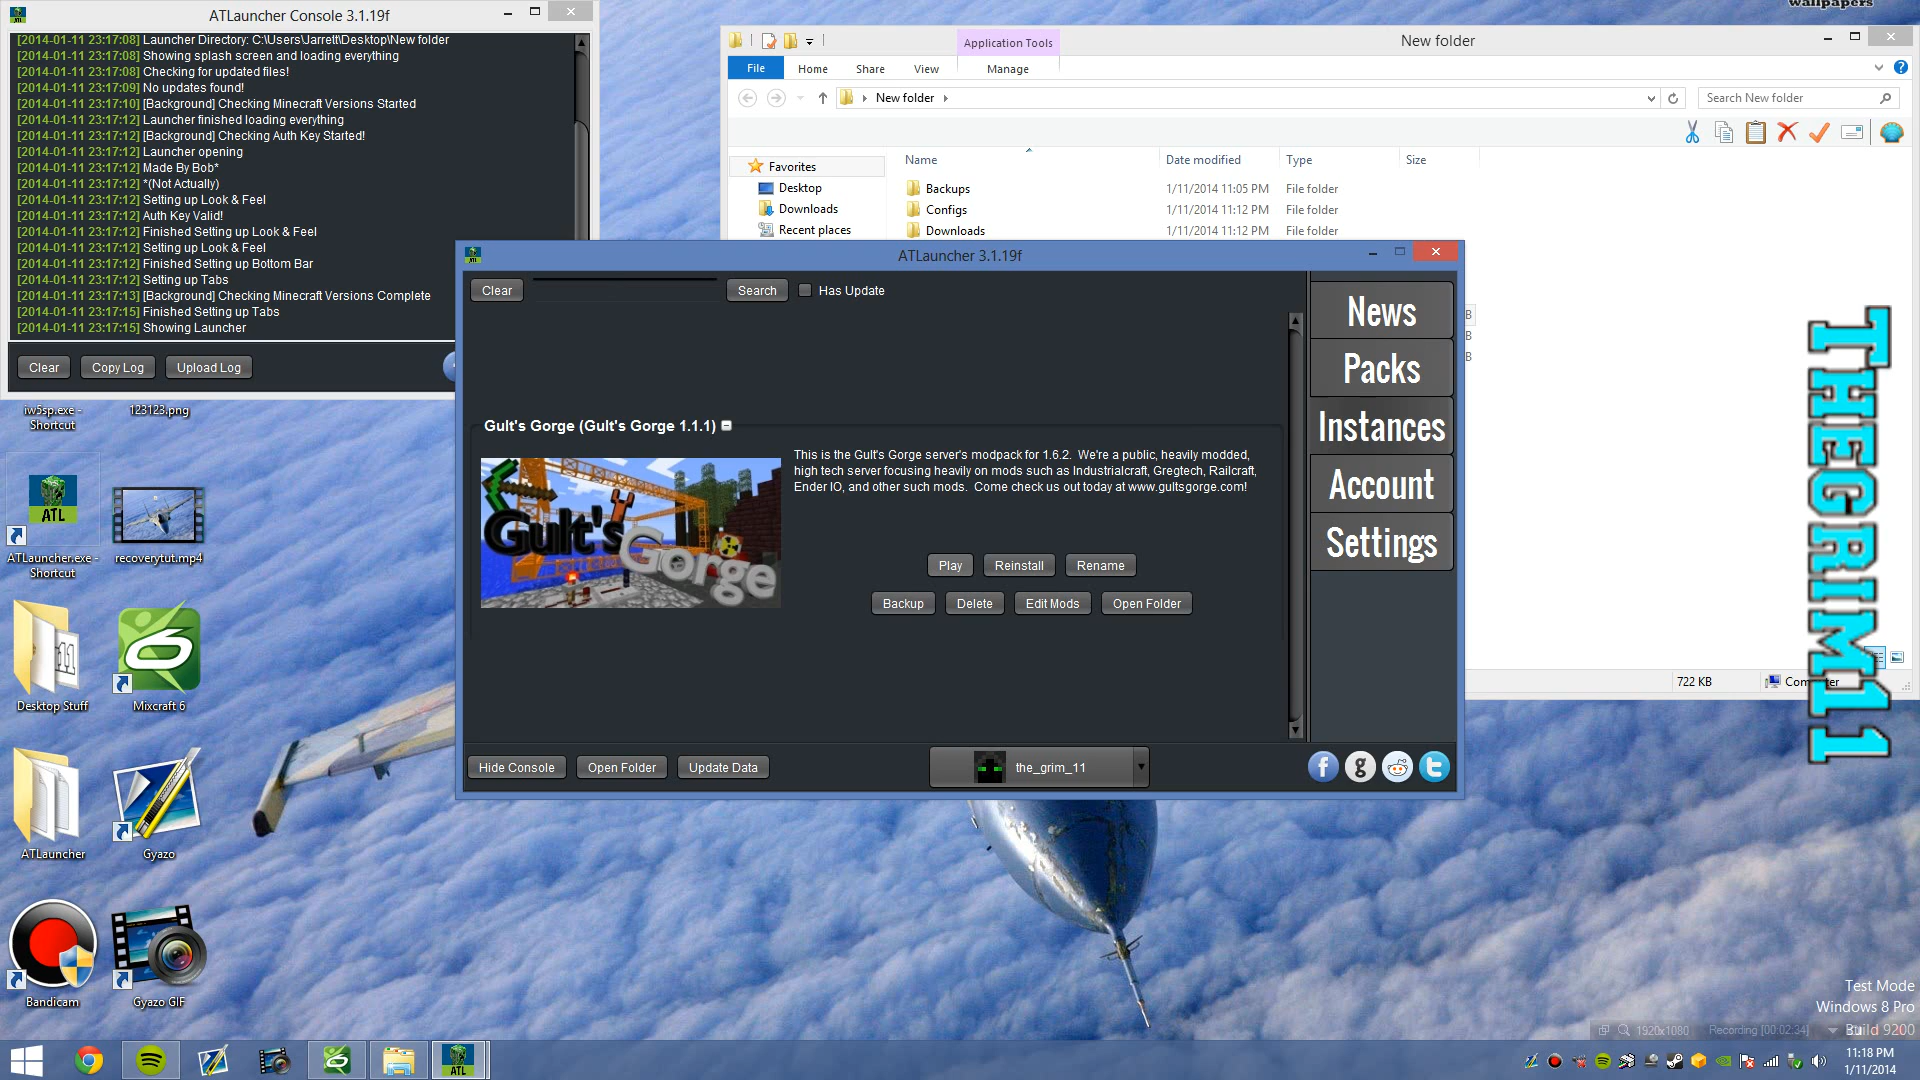 wallpapers
ATLauncher Console 3.1.19f
[2014-01-11 23:17:08] Launcher Directory: C:\Users\Jarrett\Desktop\New folder
[2014-01-11 23:17:08] Showing splash screen and loading everything
[2014-01-11 23:17:08] Checking for updated files!
[2014-01-11 23:17:09] No updates found!
[2014-01-11 23:17:10] [Background] Checking Minecraft Versions Started
[2014-01-11 23:17:12] Launcher finished loading everything
[2014-01-11 23:17:12] [Background] Checking Auth Key Started!
[2014-01-11 23:17:12] Launcher opening
[2014-01-11 23:17:12] Made By Bob*
[2014-01-11 23:17:12] *(Not Actually)
[2014-01-11 23:17:12] Setting up Look & Feel
[2014-01-11 23:17:12] Auth Key Valid!
[2014-01-11 23:17:12] Finished Setting up Look & Feel
[2014-01-11 23:17:12] Setting up Look & Feel
[2014-01-11 23:17:12] Finished Setting up Bottom Bar
[2014-01-11 23:17:12] Setting up Tabs
[2014-01-11 23:17:13] [Background] Checking Minecraft Versions Complete
[2014-01-11 23:17:15] Finished Setting up Tabs
[2014-01-11 23:17:15] Showing Launcher
Clear Copy Log Upload Log
Application Tools New folder
File Home Share View Manage
New folder Search New folder
Name Date modified Type Size
Favorites
Desktop
Downloads
Recent places
Backups 1/11/2014 11:05 PM File folder
Configs 1/11/2014 11:12 PM File folder
Downloads 1/11/2014 11:12 PM File folder
B
B
B
722 KB
ATLauncher 3.1.19f
Clear Search Has Update
Gult's Gorge (Gult's Gorge 1.1.1)
Gult's Gorge
This is the Gult's Gorge server's modpack for 1.6.2. We're a public, heavily modded,
high tech server focusing heavily on mods such as Industrialcraft, Gregtech, Railcraft,
Ender IO, and other such mods. Come check us out today at www.gultsgorge.com!
Play Reinstall Rename
Backup Delete Edit Mods Open Folder
News
Packs
Instances
Account
Settings
Hide Console Open Folder Update Data
the_grim_11
f g
THEGRIM11
iw5sp.exe - Shortcut
123123.png
ATL
ATLauncher.exe - Shortcut
recoverytut.mp4
Desktop Stuff
Mixcraft 6
ATLauncher
Gyazo
Bandicam
Gyazo GIF
Test Mode
Windows 8 Pro
Build 9200
1920x1080 Recording [00:02:34]
ATL
11:18 PM
1/11/2014